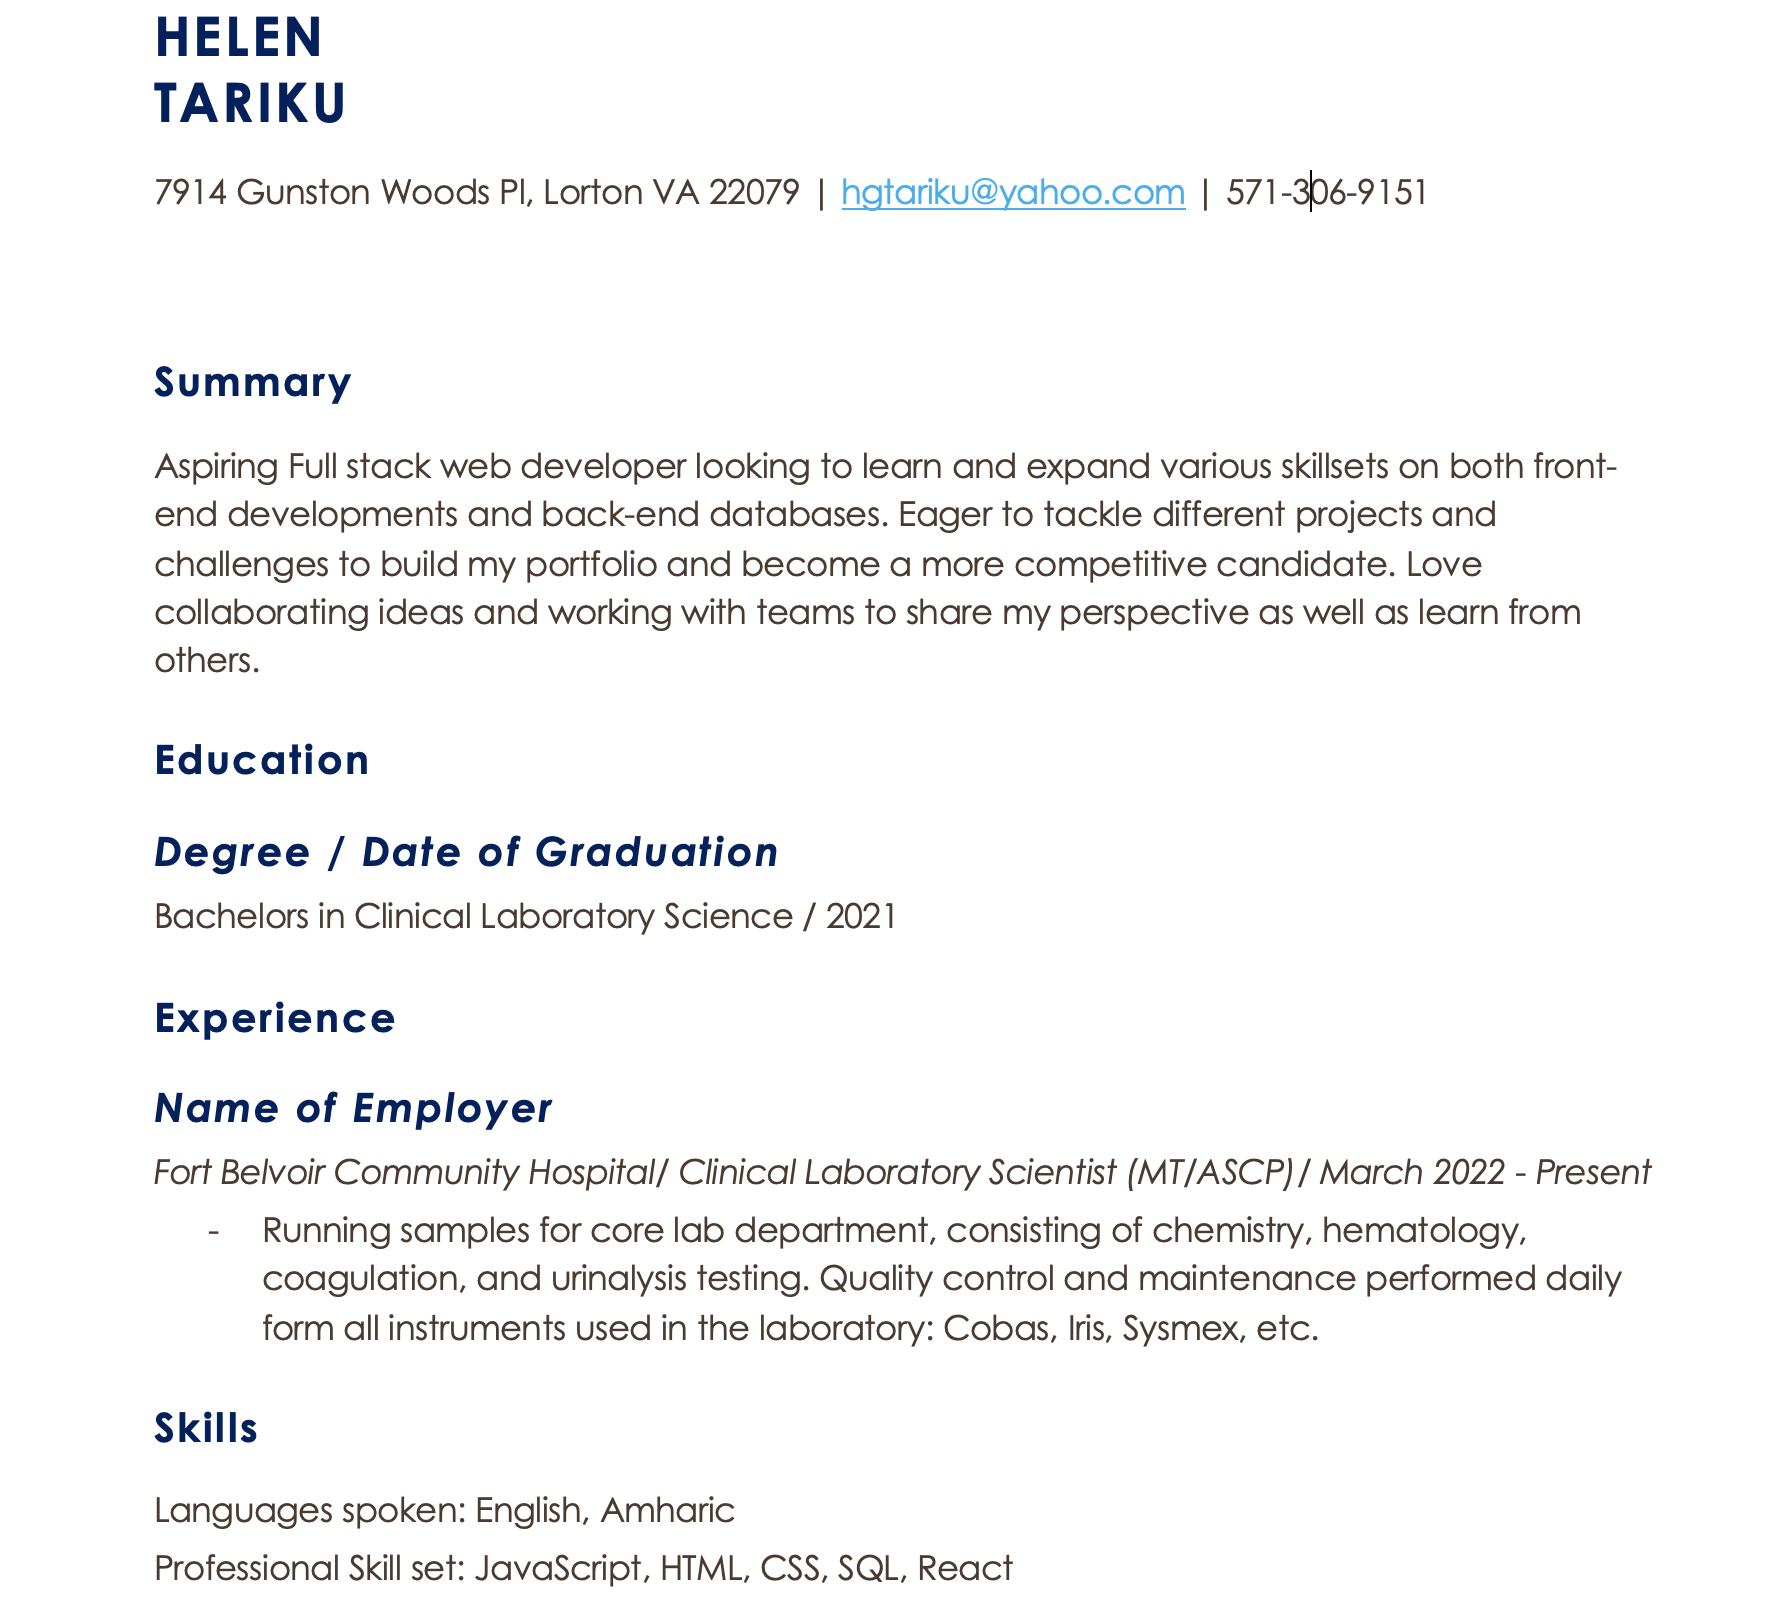 HELEN
TARIKU
7914 Gunston Woods Pl, Lorton VA 22079 | hgtariku@yahoo.com | 571-306-9151
Summary
Aspiring Full stack web developer looking to learn and expand various skillsets on both front-
end developments and back-end databases. Eager to tackle different projects and
challenges to build my portfolio and become a more competitive candidate. Love
collaborating ideas and working with teams to share my perspective as well as learn from
others.
Education
Degree / Date of Graduation
Bachelors in Clinical Laboratory Science / 2021
Experience
Name of Employer
Fort Belvoir Community Hospital/ Clinical Laboratory Scientist (MT/ASCP)/ March 2022 - Present
- Running samples for core lab department, consisting of chemistry, hematology,
coagulation, and urinalysis testing. Quality control and maintenance performed daily
form all instruments used in the laboratory: Cobas, Iris, Sysmex, etc.
Skills
Languages spoken: English, Amharic
Professional Skill set: JavaScript, HTML, CSS, SQL, React